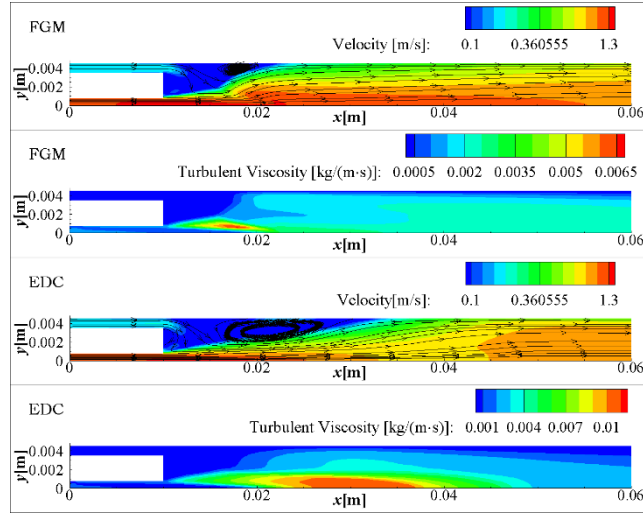 FGM
Velocity [m/s]:
0.1 0.360555 1.3
y[m]
-0.004
0.002
0
0 0.02 0.04 0.06
x[m]
FGM
Turbulent Viscosity [kg/(m·s)]:
0.0005 0.002 0.0035 0.005 0.0065
y[m]
-0.004
-0.002
0
0 0.02 0.04 0.06
x[m]
EDC
Velocity[m/s]:
0.1 0.360555 1.3
y[m]
-0.004
0.002
0
0 0.02 0.04 0.06
x[m]
EDC
Turbulent Viscosity [kg/(m·s)]:
0.001 0.004 0.007 0.01
y[m]
-0.004
-0.002
0
0 0.02 0.04 0.06
x[m]